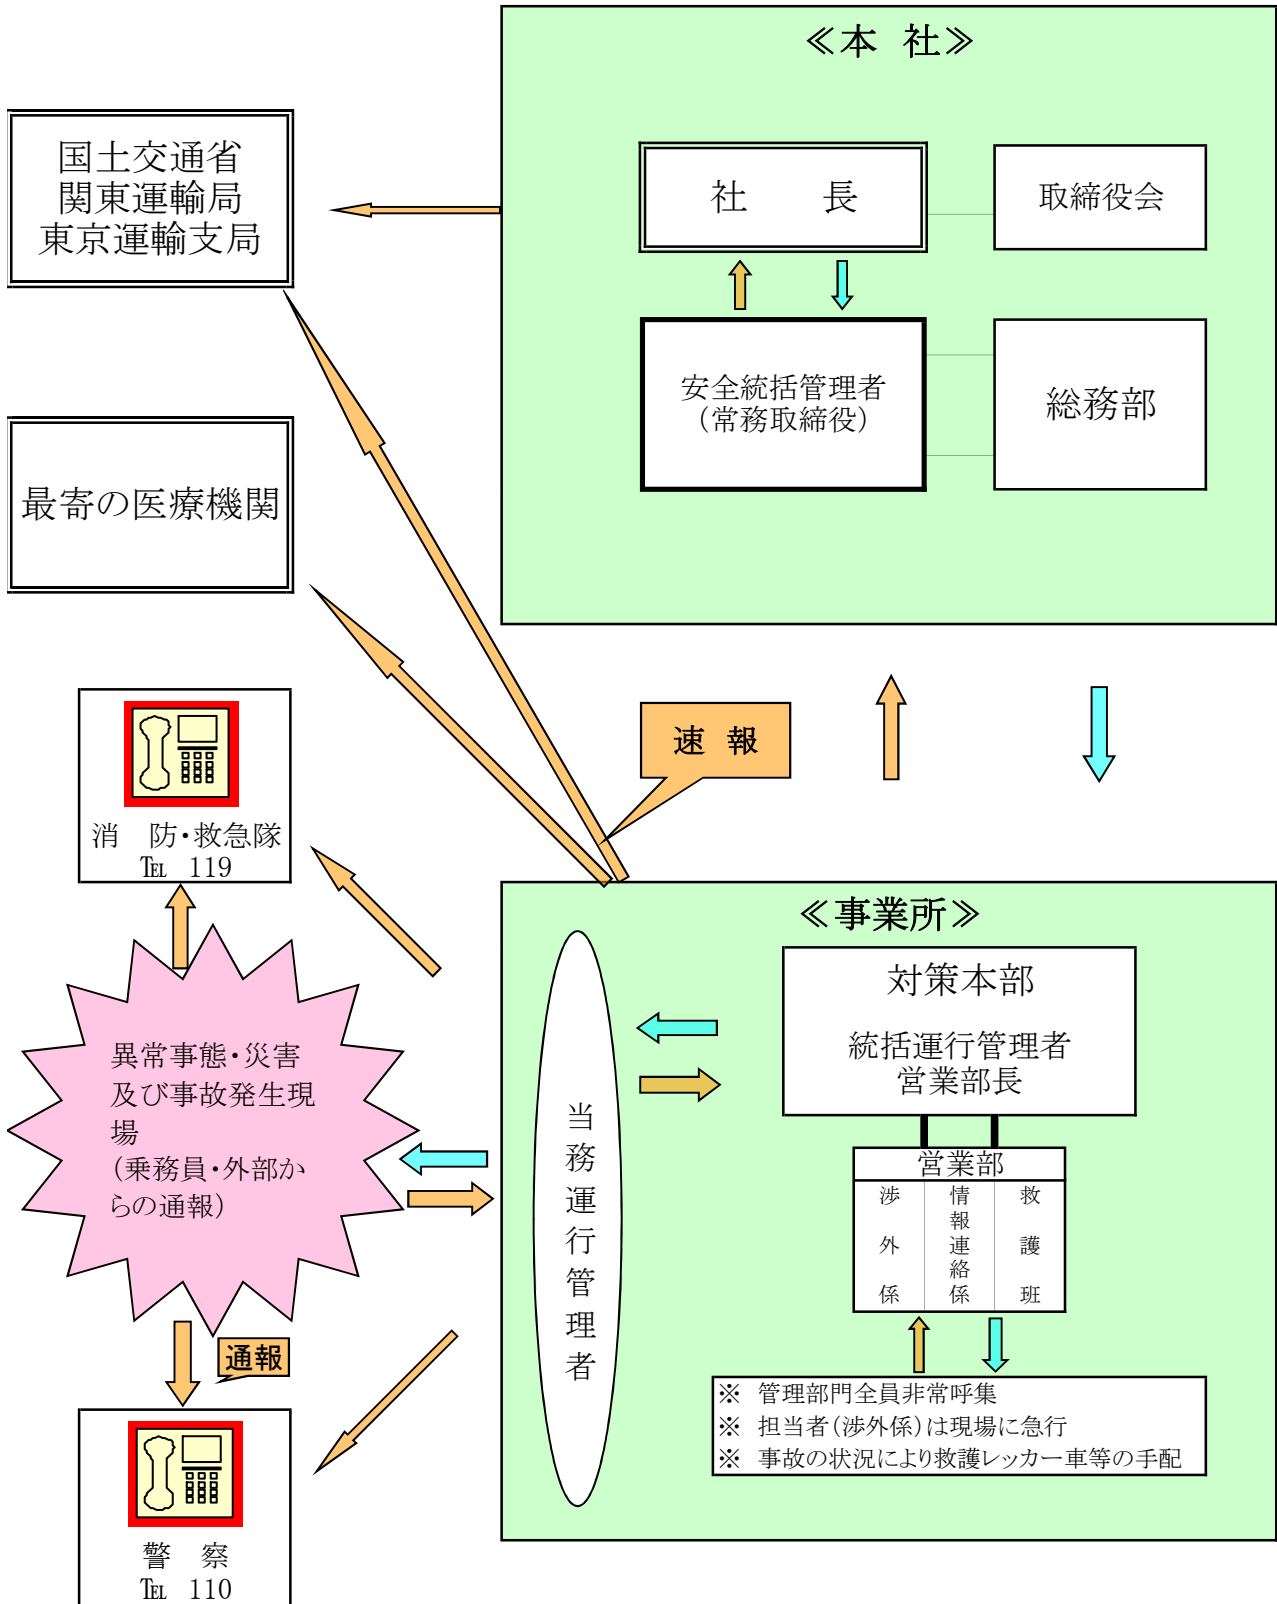 ≪本 社≫
国土交通省
関東運輸局
東京運輸支局
社 長
取締役会
安全統括管理者
（常務取締役）
総務部
最寄の医療機関
速 報
消 防・救急隊
℡ 119
≪事業所≫
対策本部
統括運行管理者
営業部長
当務運行管理者
異常事態・災害
及び事故発生現
場
（乗務員・外部か
らの通報）
営業部
渉外係
情報連絡係
救護班
通報
※ 管理部門全員非常呼集
※ 担当者（渉外係）は現場に急行
※ 事故の状況により救護レッカー車等の手配
警 察
℡ 110